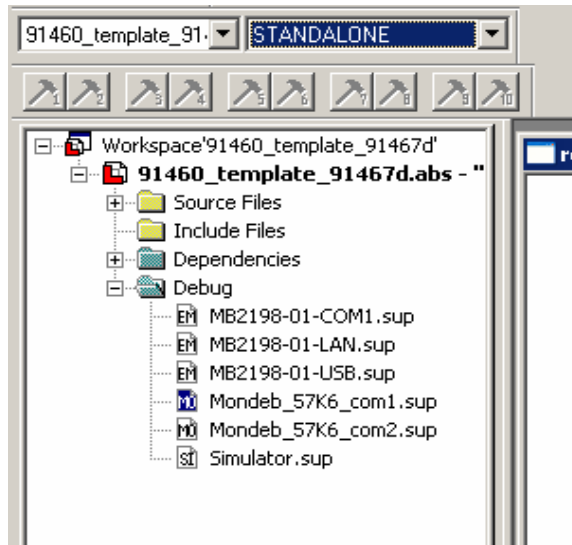 91460_template_91 STANDALONE
1 2 3 4 5 6 7 8 9 10
Workspace'91460_template_91467d'
91460_template_91467d.abs - "
Source Files
Include Files
Dependencies
Debug
EM MB2198-01-COM1.sup
EM MB2198-01-LAN.sup
EM MB2198-01-USB.sup
MO Mondeb_57K6_com1.sup
MO Mondeb_57K6_com2.sup
SI Simulator.sup